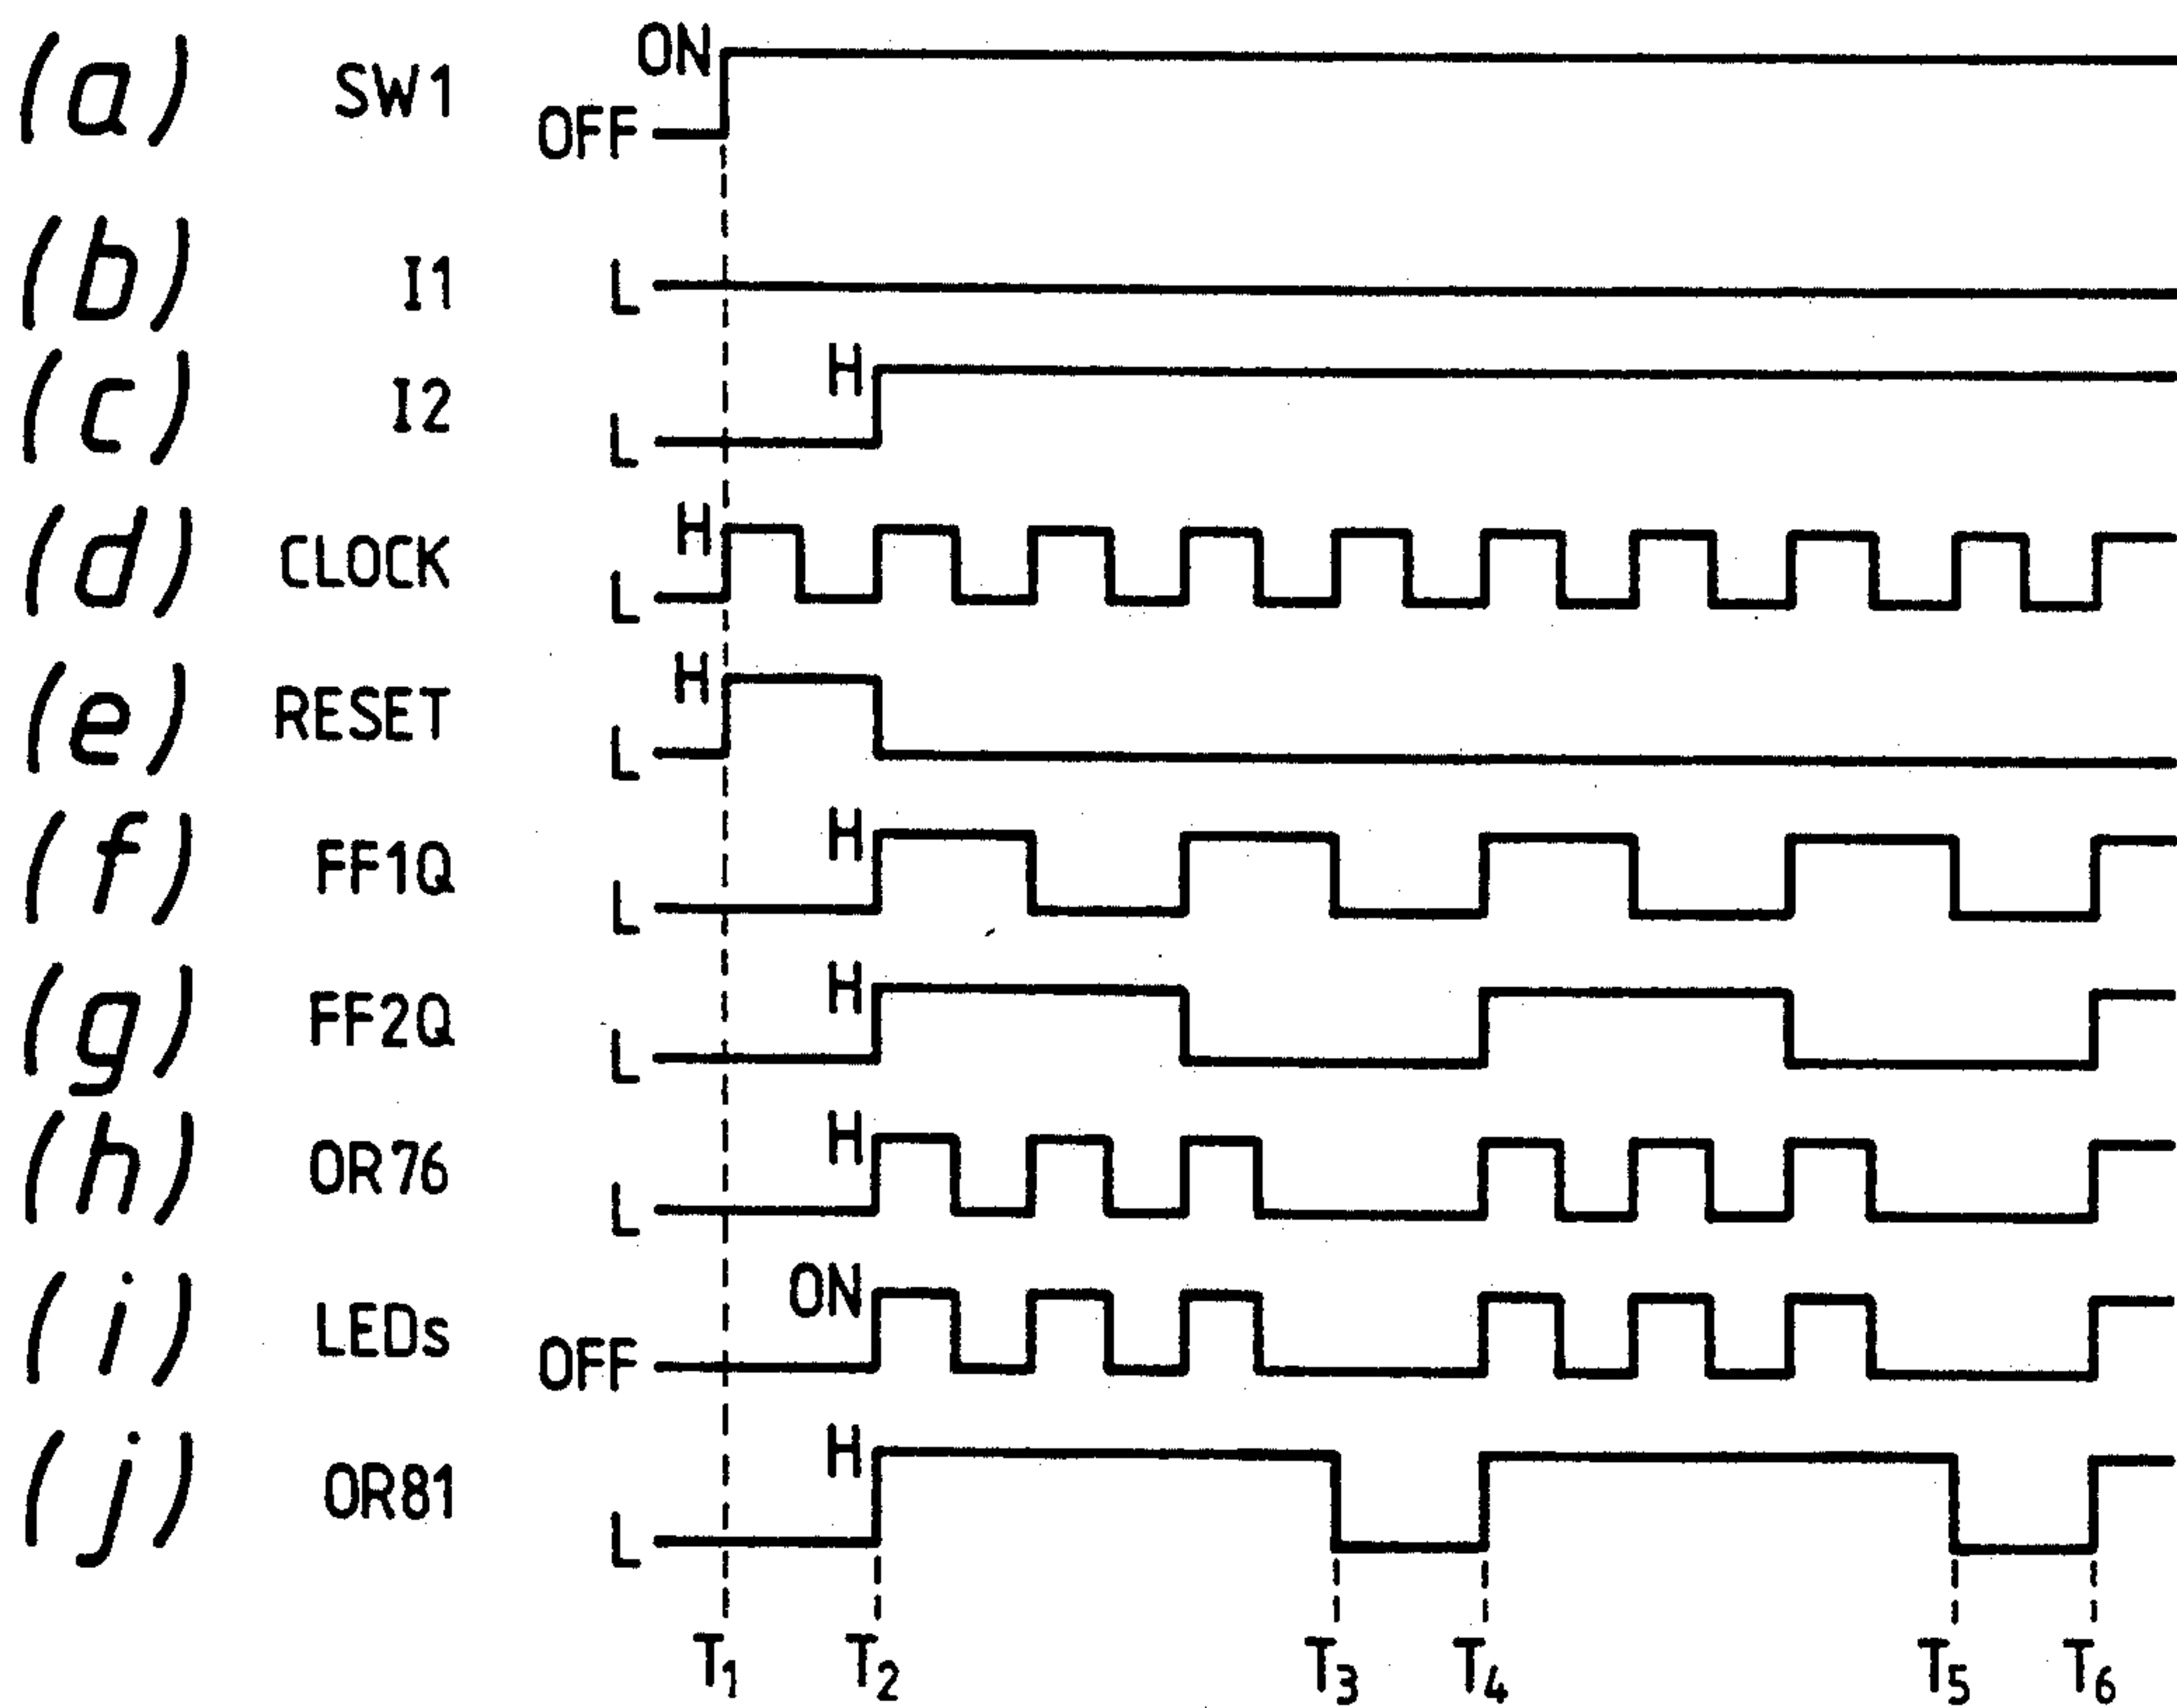 (a) SW1 ON OFF
(b) I1 L
(c) I2 H L
(d) CLOCK H L
(e) RESET H L
(f) FF1Q H L
(g) FF2Q H L
(h) OR76 H L
(i) LEDs ON OFF
(j) OR81 H L
T1 T2 T3 T4 T5 T6